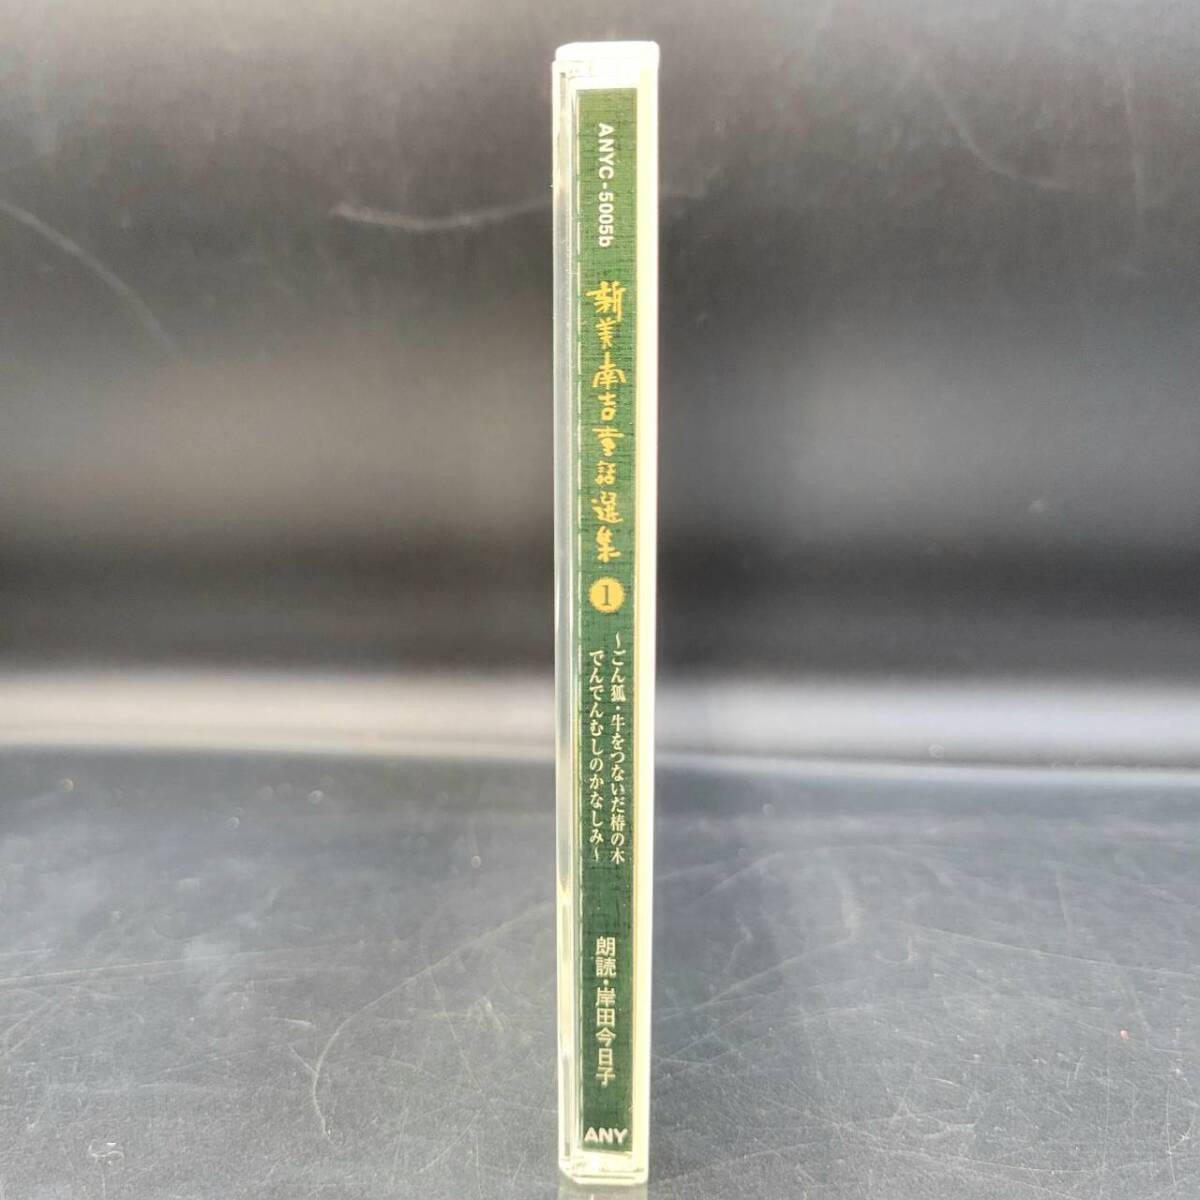 ANYC-5005b
新美南吉童話選集
1
～ごん狐・牛をつないだ椿の木
でんでんむしのかなしみ～
朗読・岸田今日子
ANY